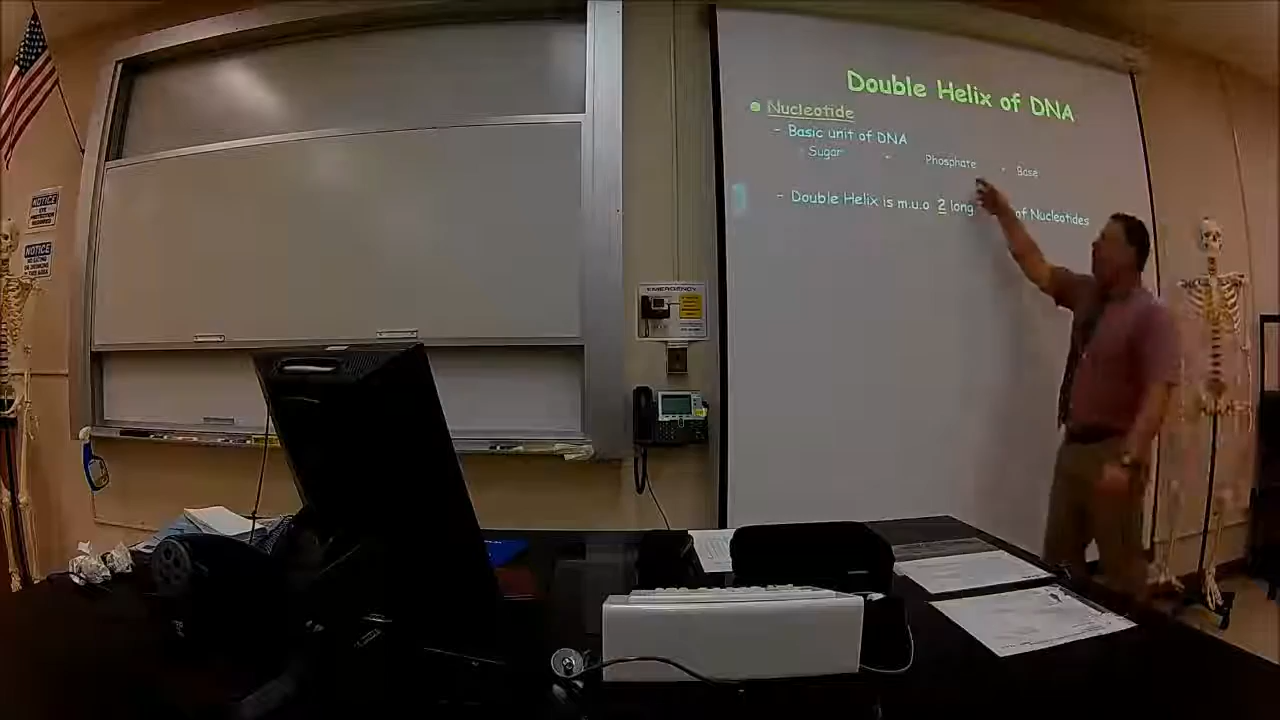 Double Helix of DNA
Nucleotide
- Basic unit of DNA
Sugar - Phosphate - Base
- Double Helix is m.u.o 2 long of Nucleotides
NOTICE
NOTICE
EMERGENCY